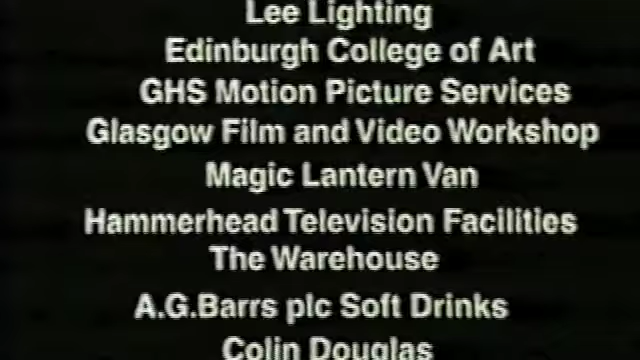 Lee Lighting
Edinburgh College of Art
GHS Motion Picture Services
Glasgow Film and Video Workshop
Magic Lantern Van
Hammerhead Television Facilities
The Warehouse
A.G.Barrs plc Soft Drinks
Colin Douglas